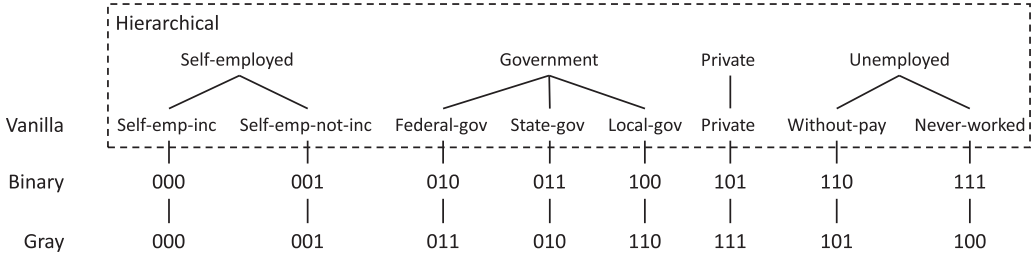 Hierarchical
Self-employed Government Private Unemployed
Vanilla Self-emp-inc Self-emp-not-inc Federal-gov State-gov Local-gov Private Without-pay Never-worked
Binary 000 001 010 011 100 101 110 111
Gray 000 001 011 010 110 111 101 100